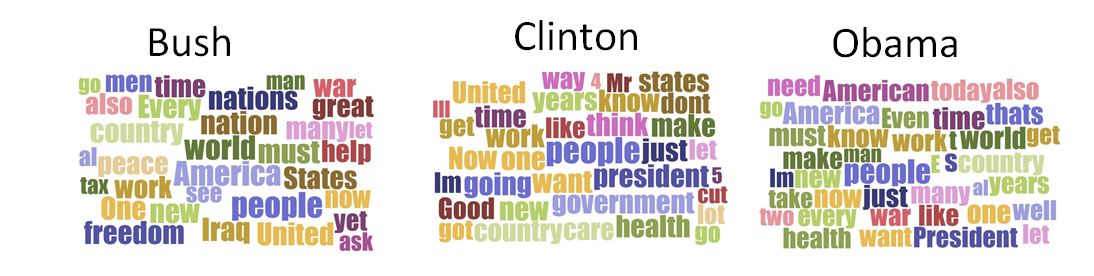 Bush
go men time man war
also Every nations great
country nation many let
world must help
al peace America States
tax work see
One new people now
freedom Iraq United yet
ask
Clinton
United way 4 Mr states
Ill years know dont
get time work like think make
Now one people just let
Im going want president 5
Good new government cut
got country care health lot
go
Obama
need American today also
go America Even time thats
must know work t world get
make man people E S country
Im new
take now just many al years
two every war like one well
health want President let